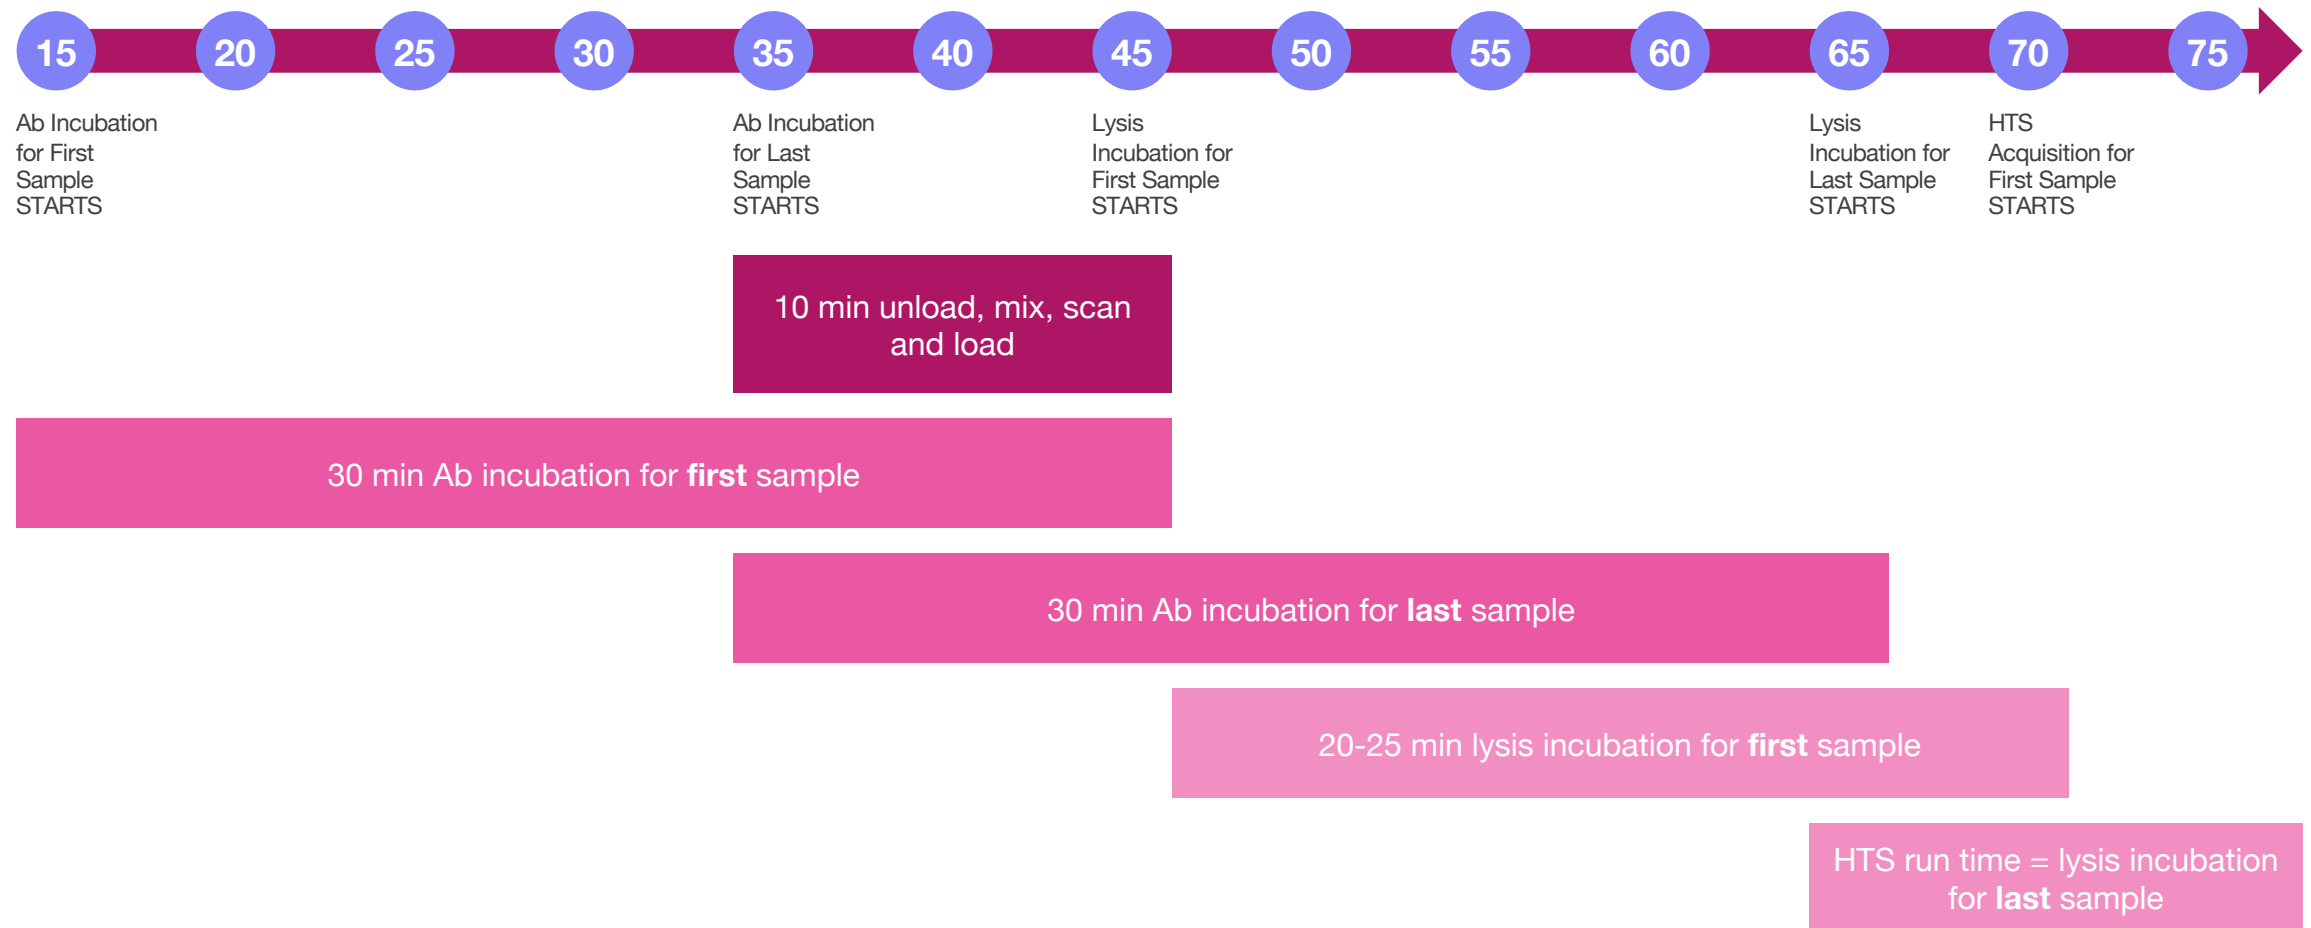 15 20 25 30 35 40 45 50 55 60 65 70 75
Ab Incubation
for First
Sample
STARTS
Ab Incubation
for Last
Sample
STARTS
Lysis
Incubation for
First Sample
STARTS
Lysis
Incubation for
Last Sample
STARTS
HTS
Acquisition for
First Sample
STARTS
10 min unload, mix, scan
and load
30 min Ab incubation for first sample
30 min Ab incubation for last sample
20-25 min lysis incubation for first sample
HTS run time = lysis incubation
for last sample